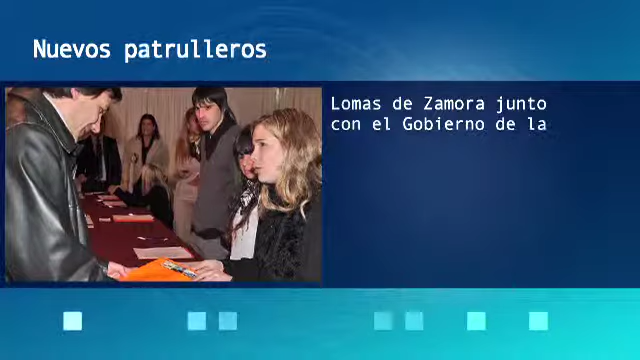 Nuevos patrulleros
Lomas de Zamora junto
con el Gobierno de la